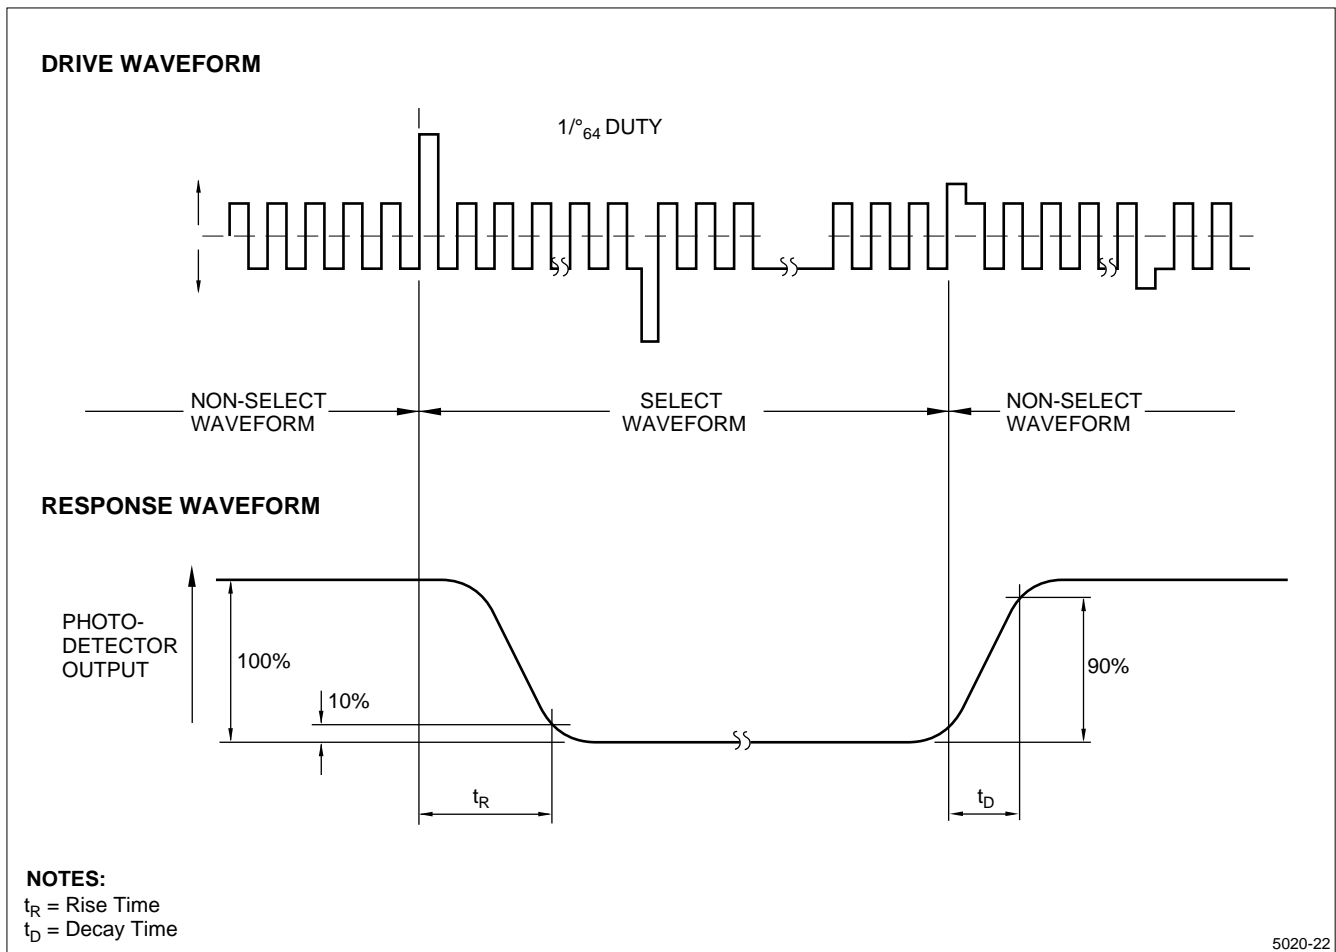 DRIVE WAVEFORM
1/°64 DUTY
NON-SELECT
WAVEFORM
SELECT
WAVEFORM
NON-SELECT
WAVEFORM
RESPONSE WAVEFORM
PHOTO-
DETECTOR
OUTPUT
100%
10%
90%
tR
tD
NOTES:
tR = Rise Time
tD = Decay Time
5020-22